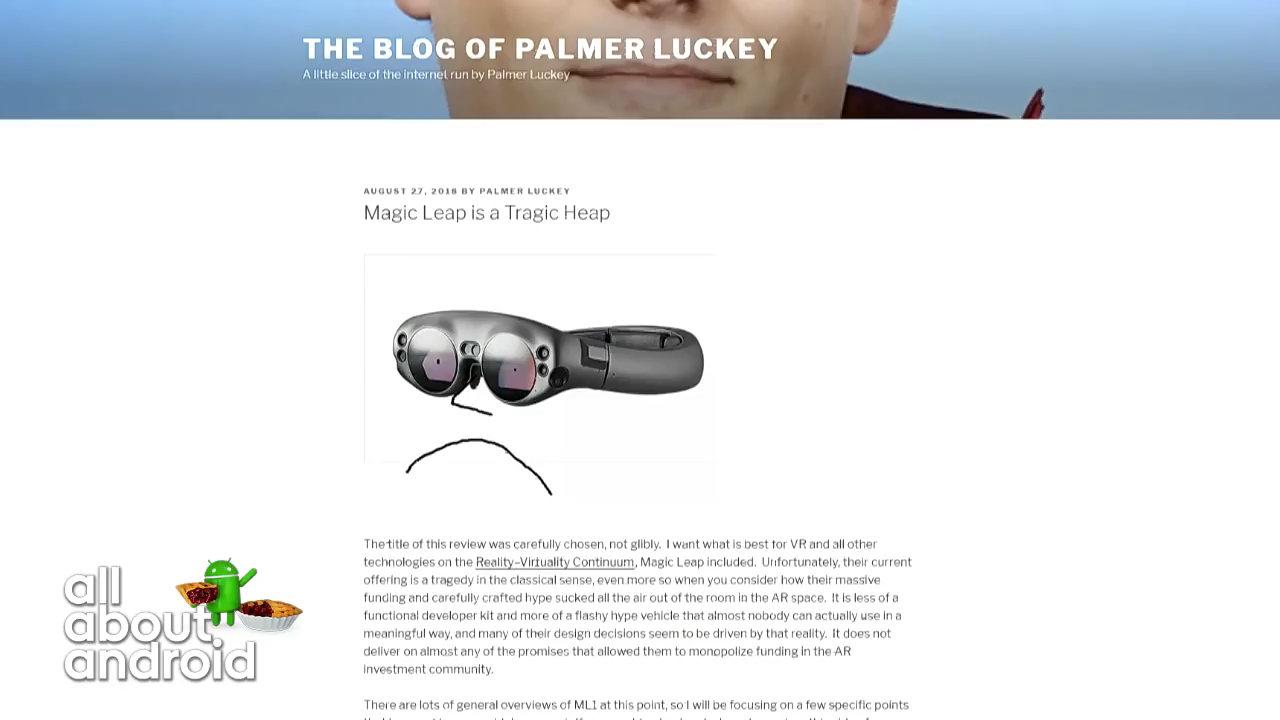 THE BLOG OF PALMER LUCKEY
A little slice of the internet run by Palmer Luckey
AUGUST 27, 2018 BY PALMER LUCKEY
Magic Leap is a Tragic Heap
The title of this review was carefully chosen, not glibly. I want what is best for VR and all other
technologies on the Reality–Virtuality Continuum, Magic Leap included. Unfortunately, their current
offering is a tragedy in the classical sense, even more so when you consider how their massive
funding and carefully crafted hype sucked all the air out of the room in the AR space. It is less of a
functional developer kit and more of a flashy hype vehicle that almost nobody can actually use in a
meaningful way, and many of their design decisions seem to be driven by that reality. It does not
deliver on almost any of the promises that allowed them to monopolize funding in the AR
investment community.
There are lots of general overviews of ML1 at this point, so I will be focusing on a few specific points
all
about
android